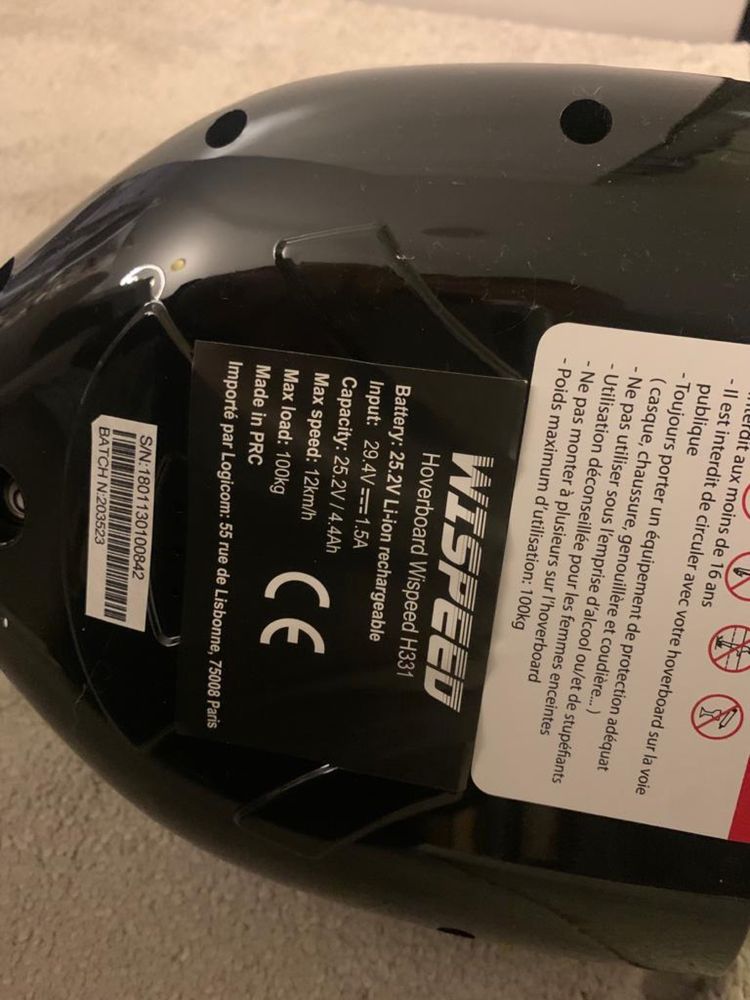 - Il est interdit de circuler avec votre hoverboard sur la voie
publique
- Toujours porter un équipement de protection adéquat
( casque, chaussure, genouillère et coudière... )
- Ne pas utiliser sous l'emprise d'alcool ou/et de stupéfiants
- Utilisation déconseillée pour les femmes enceintes
- Ne pas monter à plusieurs sur l'hoverboard
- Poids maximum d'utilisation: 100kg
aux moins de 16 ans
WISPEED
Hoverboard Wispeed H331
Battery: 25.2V Li-ion rechargeable
Input: 29.4V 1.5A
Capacity: 25.2V / 4.4Ah
Max speed: 12km/h
Max load: 100kg
Made in PRC
Importé par Logicom: 55 rue de Lisbonne, 75008 Paris
CE
S/N:1801130100842
BATCH N:203523